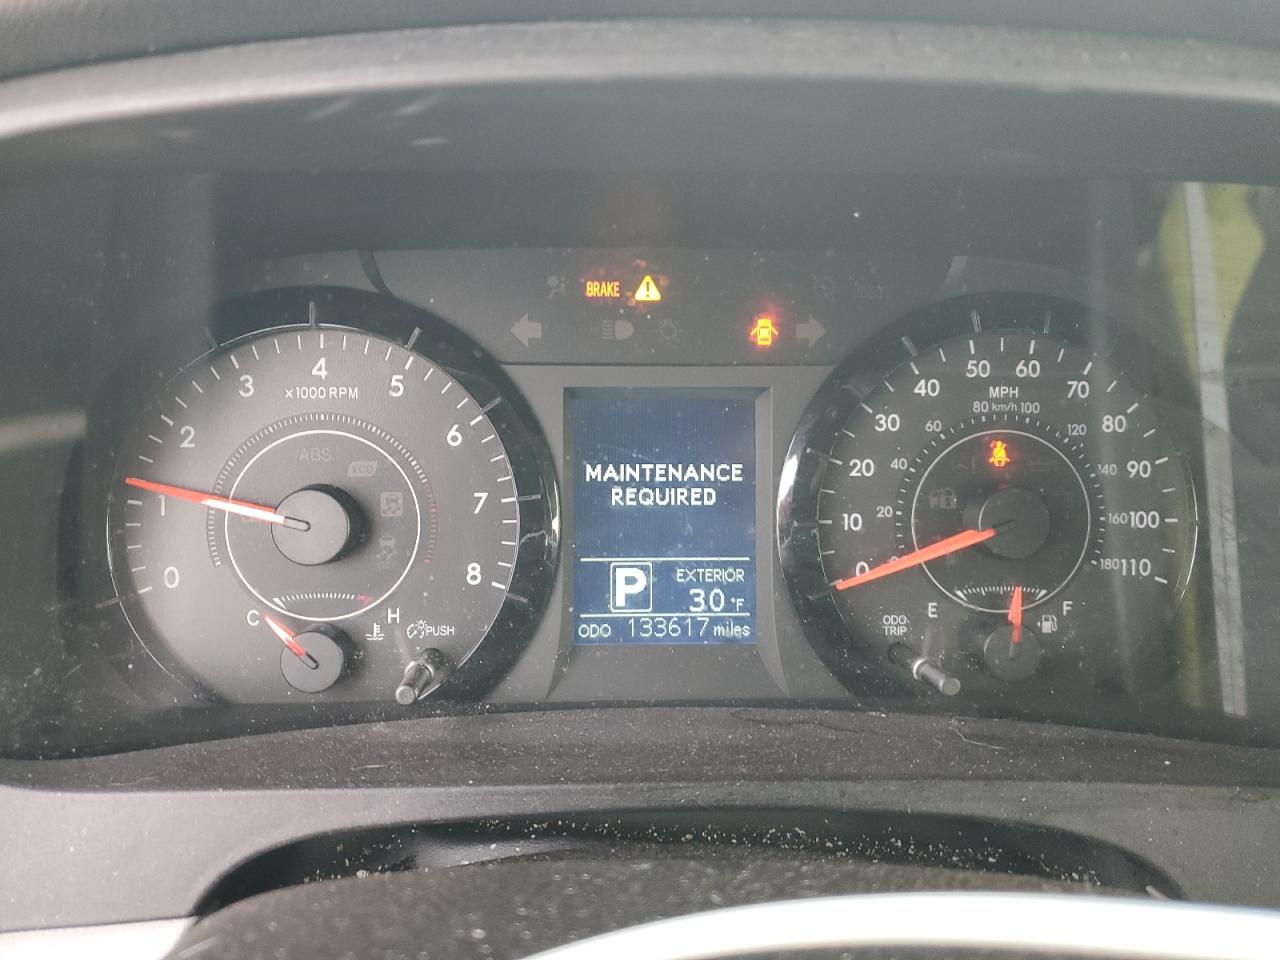 BRAKE
4
3
5
×1000 RPM
2
6
ABS
ECO
1
7
0
8
C
H
PUSH
MAINTENANCE
REQUIRED
P
EXTERIOR
30 °F
ODO 133617 miles
50 60
40
70
MPH
80 km/h 100
30
60
120
80
20
40
140
90
10
20
160
100
0
180
110
ODO
TRIP
E
F